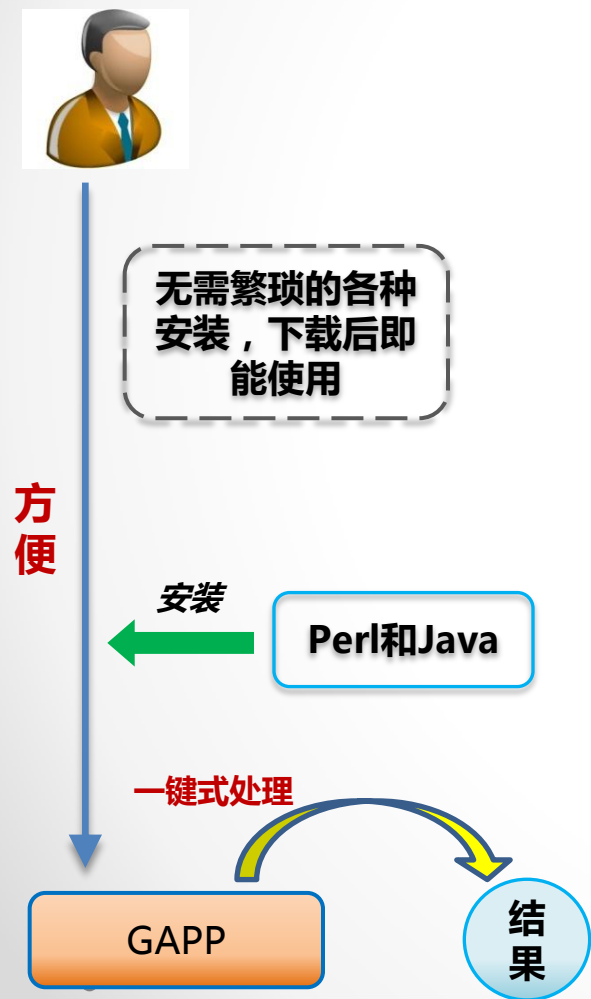 无需繁琐的各种
安装，下载后即
能使用
方
便
安装
Perl和Java
一键式处理
GAPP
结
果